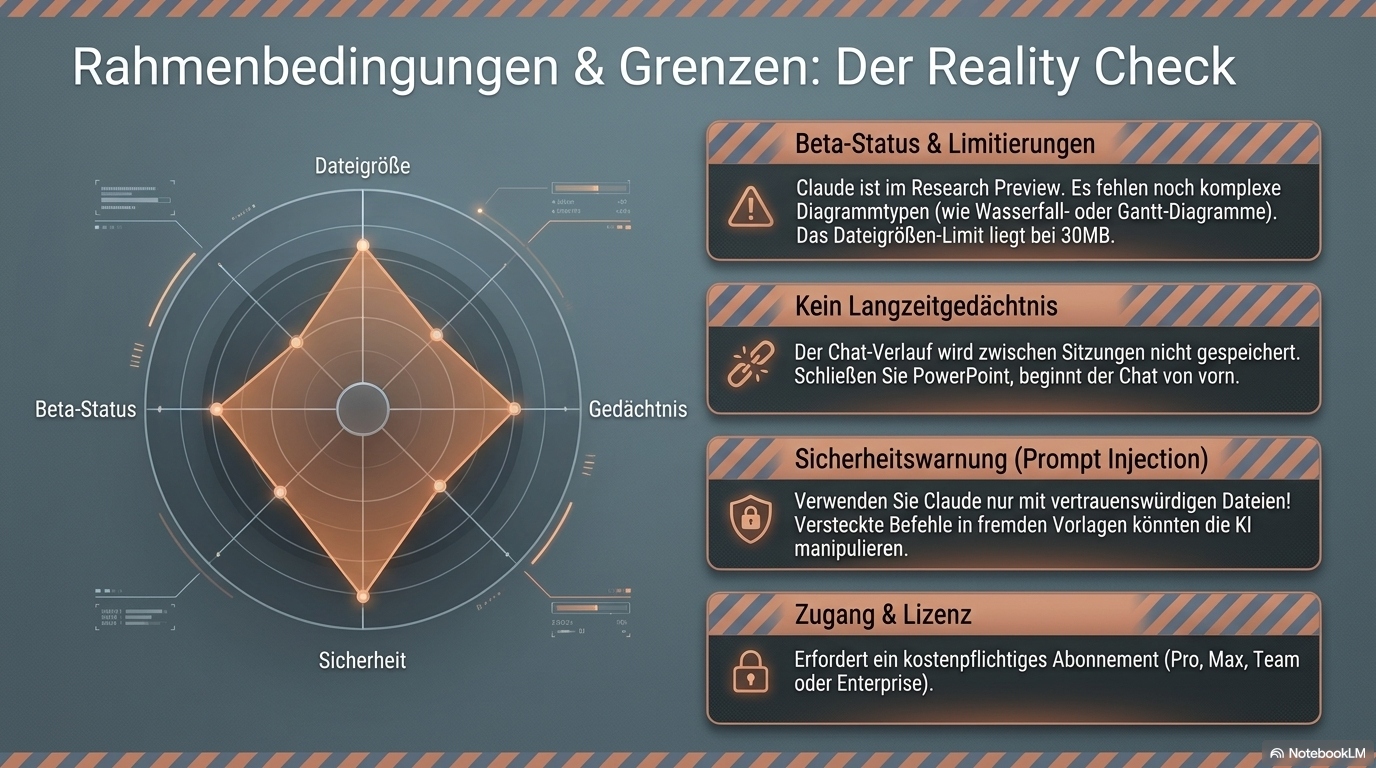 Rahmenbedingungen & Grenzen: Der Reality Check
Dateigröße
Beta-Status
Gedächtnis
Sicherheit
Beta-Status & Limitierungen
Claude ist im Research Preview. Es fehlen noch komplexe
Diagrammtypen (wie Wasserfall- oder Gantt-Diagramme).
Das Dateigrößen-Limit liegt bei 30MB.
Kein Langzeitgedächtnis
Der Chat-Verlauf wird zwischen Sitzungen nicht gespeichert.
Schließen Sie PowerPoint, beginnt der Chat von vorn.
Sicherheitswarnung (Prompt Injection)
Verwenden Sie Claude nur mit vertrauenswürdigen Dateien!
Versteckte Befehle in fremden Vorlagen könnten die KI
manipulieren.
Zugang & Lizenz
Erfordert ein kostenpflichtiges Abonnement (Pro, Max, Team
oder Enterprise).
NotebookLM